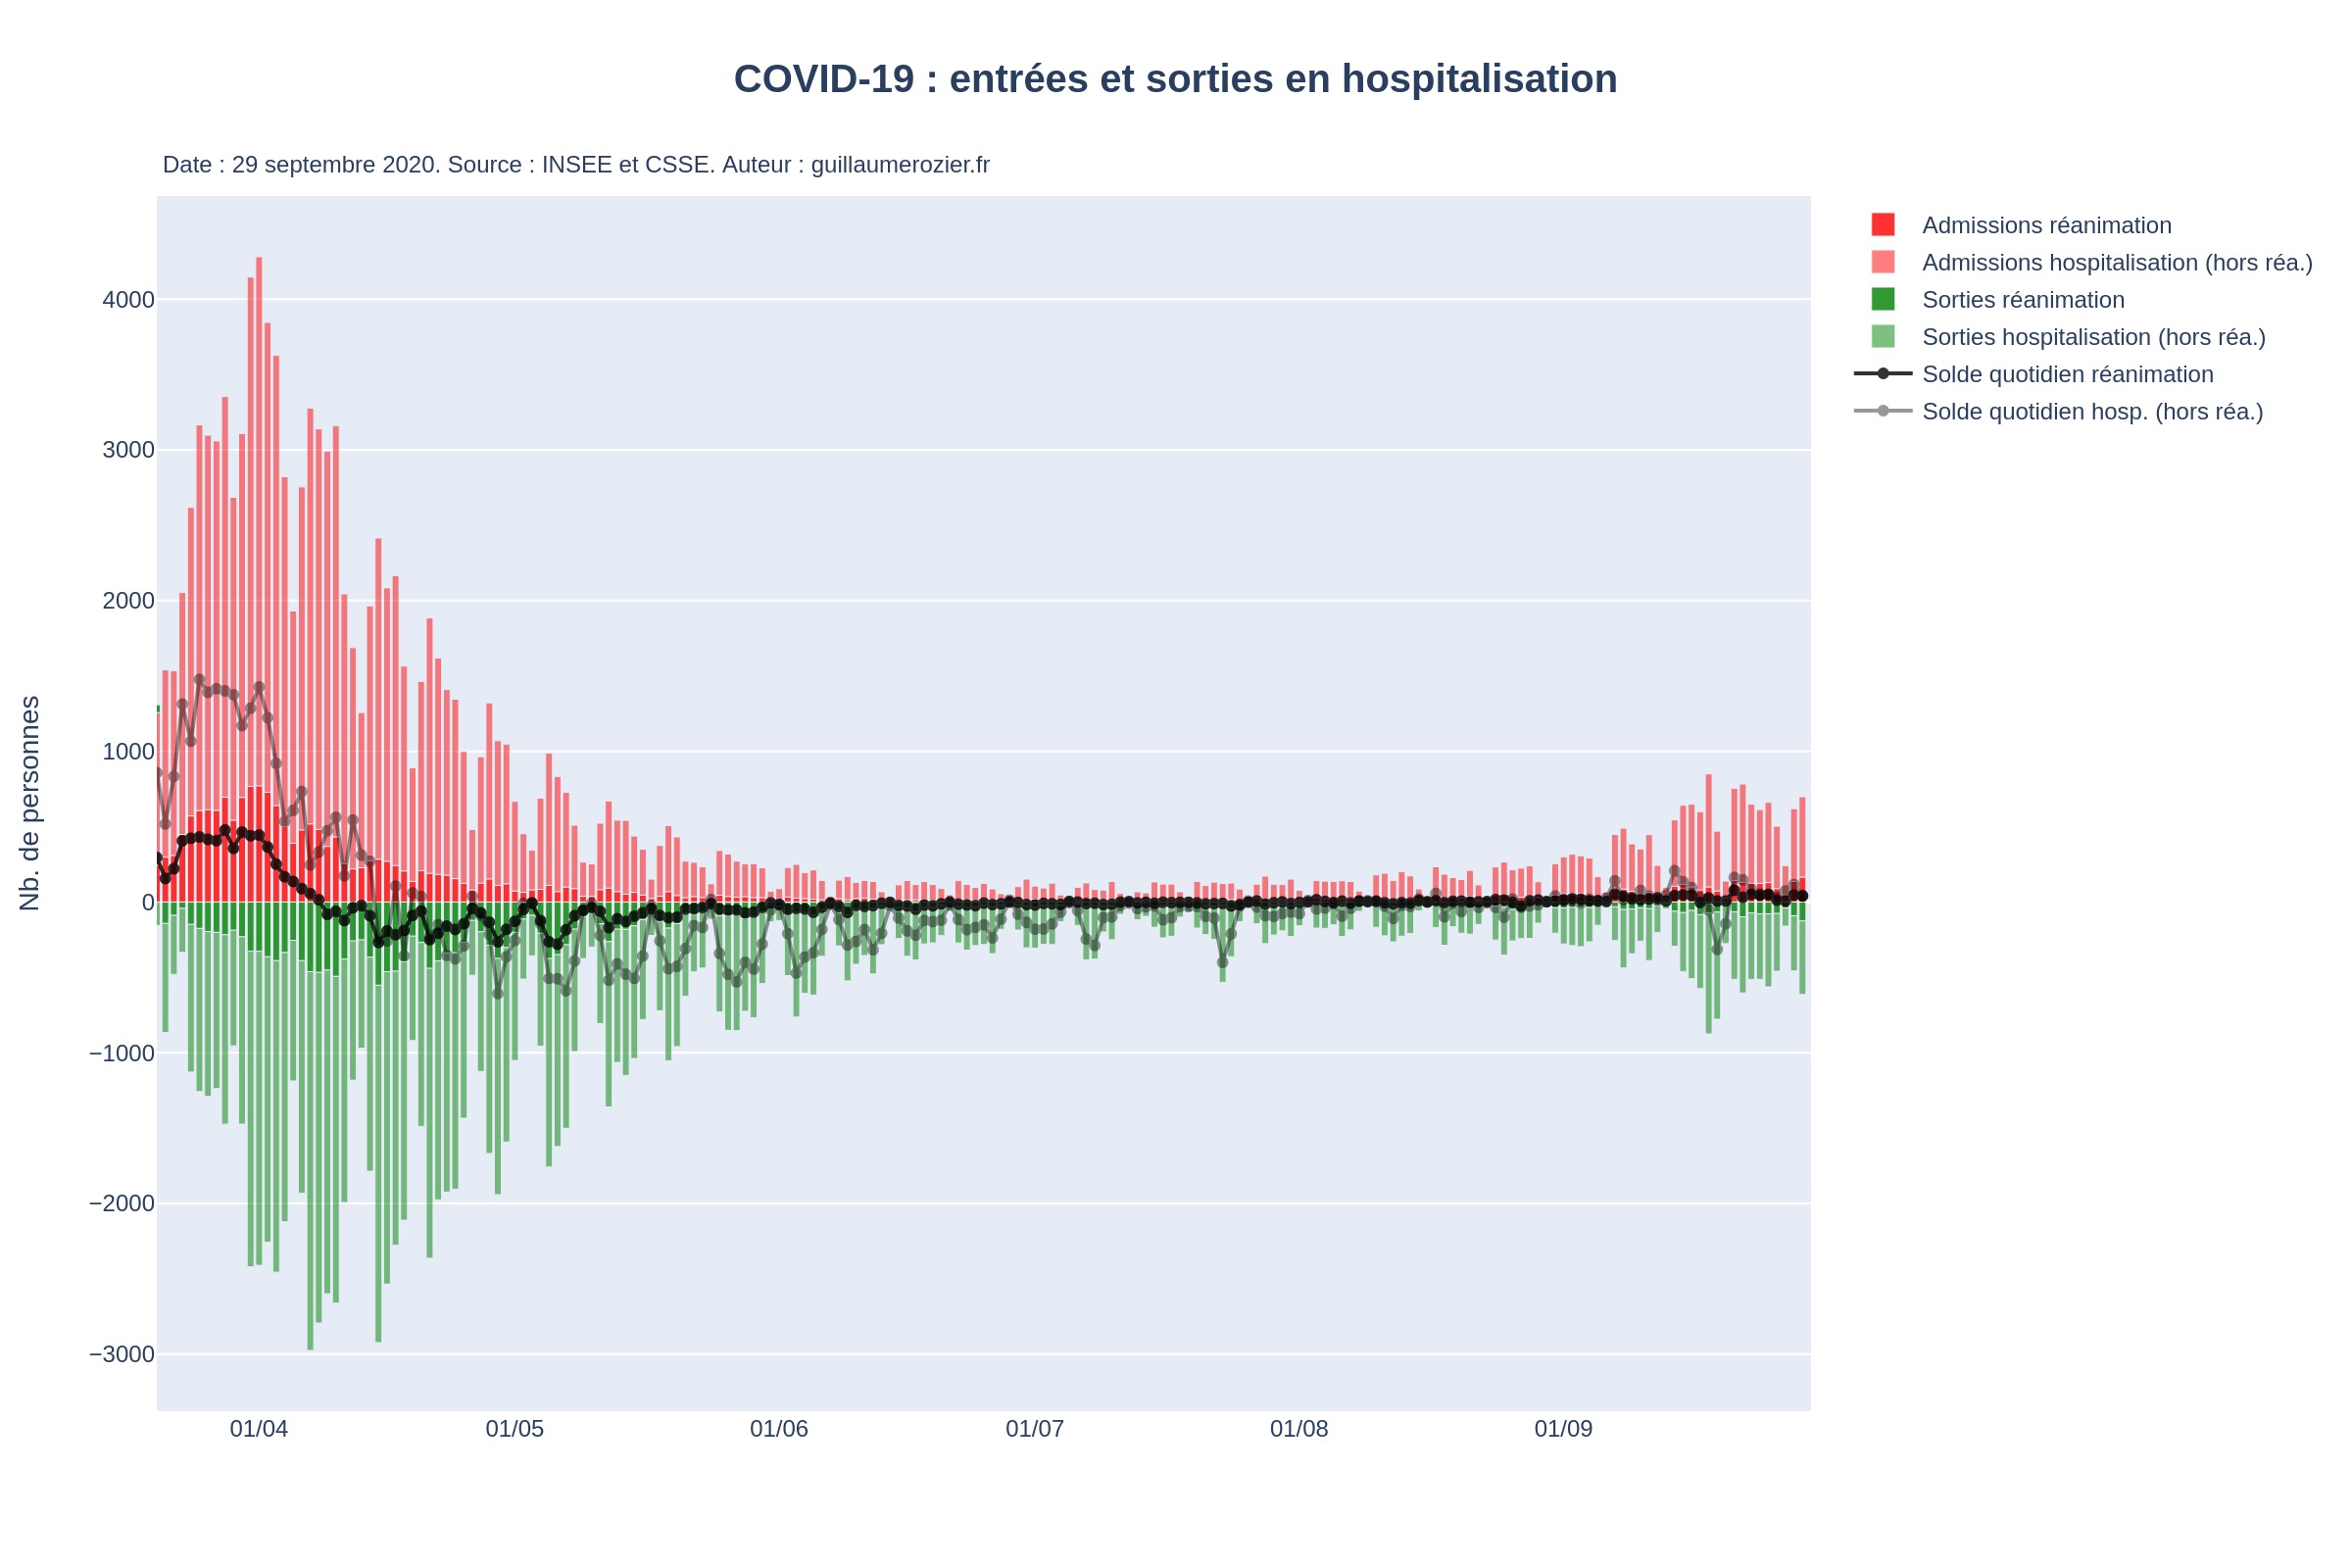 COVID-19 : entrées et sorties en hospitalisation
Date : 29 septembre 2020. Source : INSEE et CSSE. Auteur : guillaumerozier.fr
Admissions réanimation
Admissions hospitalisation (hors réa.)
Sorties réanimation
Sorties hospitalisation (hors réa.)
Solde quotidien réanimation
Solde quotidien hosp. (hors réa.)
Nb. de personnes
4000
3000
2000
1000
0
−1000
−2000
−3000
01/04
01/05
01/06
01/07
01/08
01/09